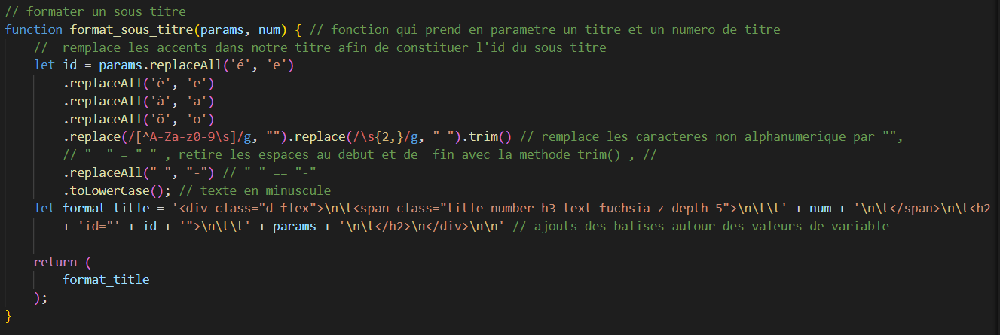 // formater un sous titre
function format_sous_titre(params, num) { // fonction qui prend en parametre un titre et un numero de titre
    //  remplace les accents dans notre titre afin de constituer l'id du sous titre
    let id = params.replaceAll('é', 'e')
        .replaceAll('è', 'e')
        .replaceAll('à', 'a')
        .replaceAll('ô', 'o')
        .replace(/[^A-Za-z0-9\s]/g, "").replace(/\s{2,}/g, " ").trim() // remplace les caracteres non alphanumerique par "",
        // "  " = " " , retire les espaces au debut et de  fin avec la methode trim() , //
        .replaceAll(" ", "-") // " " == "-"
        .toLowerCase(); // texte en minuscule
    let format_title = '<div class="d-flex">\n\t<span class="title-number h3 text-fuchsia z-depth-5">\n\t\t' + num + '\n\t</span>\n\t<h2
        + 'id="' + id + '">\n\t\t' + params + '\n\t</h2>\n</div>\n\n' // ajouts des balises autour des valeurs de variable
    return (
        format_title
    );
}